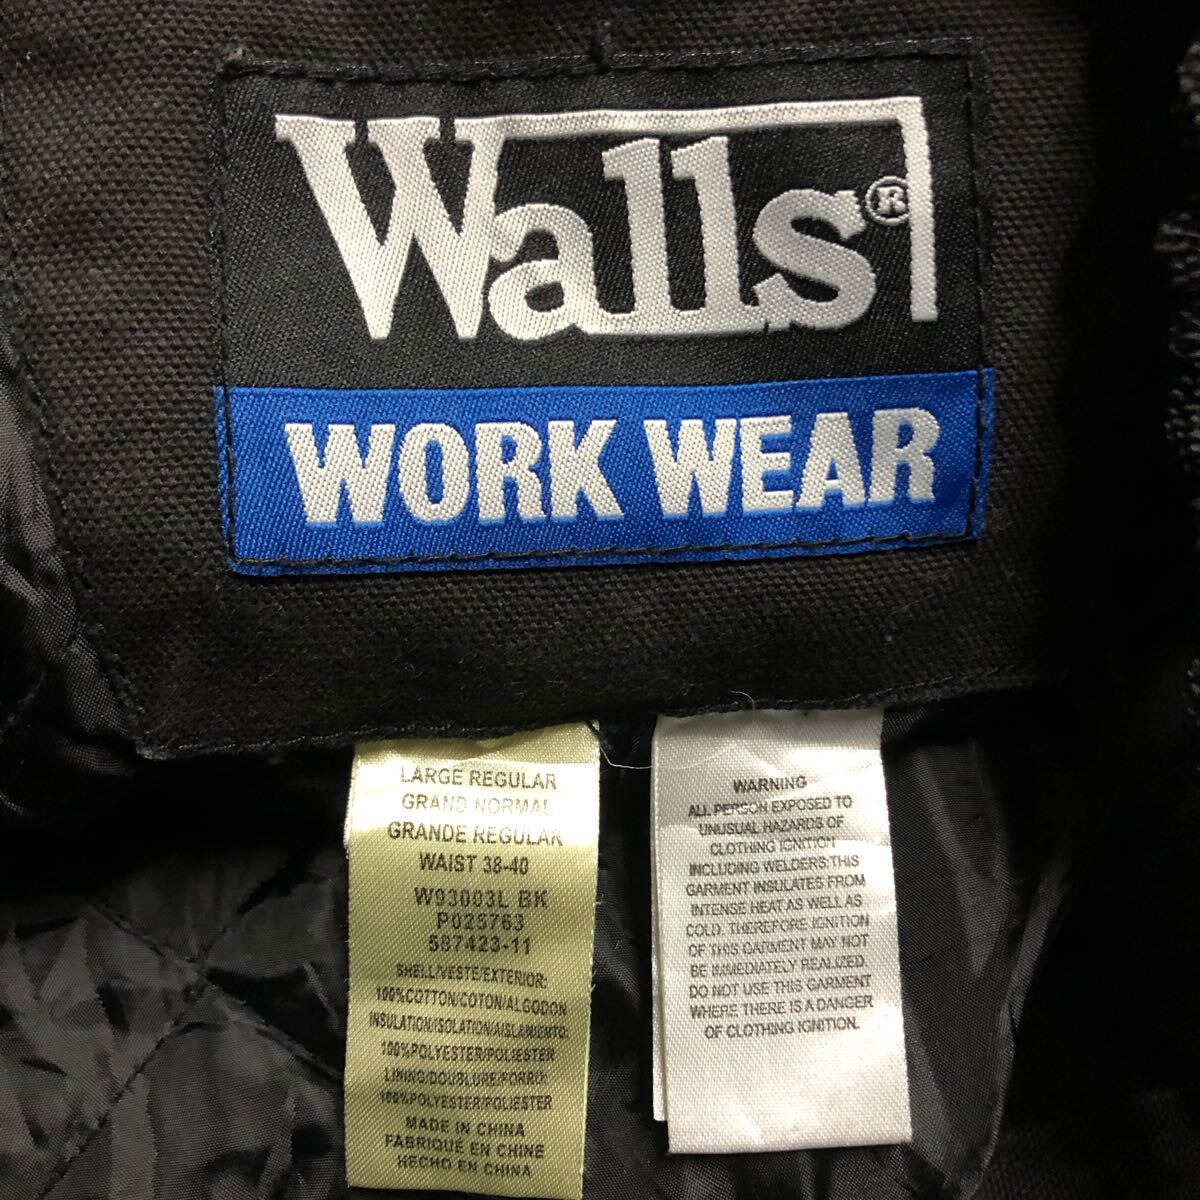 Walls®
WORK WEAR
LARGE REGULAR
GRAND NORMAL
GRANDE REGULAR
WAIST 38-40
W93003L BK
P025763
587423-11
SHELL/VESTE/EXTERIOR:
100%COTTON/COTON/ALGODON
INSULATION/ISOLATION/AISLAMIENTO:
100%POLYESTER/POLIESTER
LINING/DOUBLURE/FORRO:
100%POLYESTER/POLIESTER
MADE IN CHINA
FABRIQUÉ EN CHINE
HECHO EN CHINA
WARNING
ALL PERSON EXPOSED TO
UNUSUAL HAZARDS OF
CLOTHING IGNITION
INCLUDING WELDERS:THIS
GARMENT INSULATES FROM
INTENSE HEAT AS WELL AS
COLD. THEREFORE IGNITION
OF THIS GARMENT MAY NOT
BE IMMEDIATELY REALIZED.
DO NOT USE THIS GARMENT
WHERE THERE IS A DANGER
OF CLOTHING IGNITION.